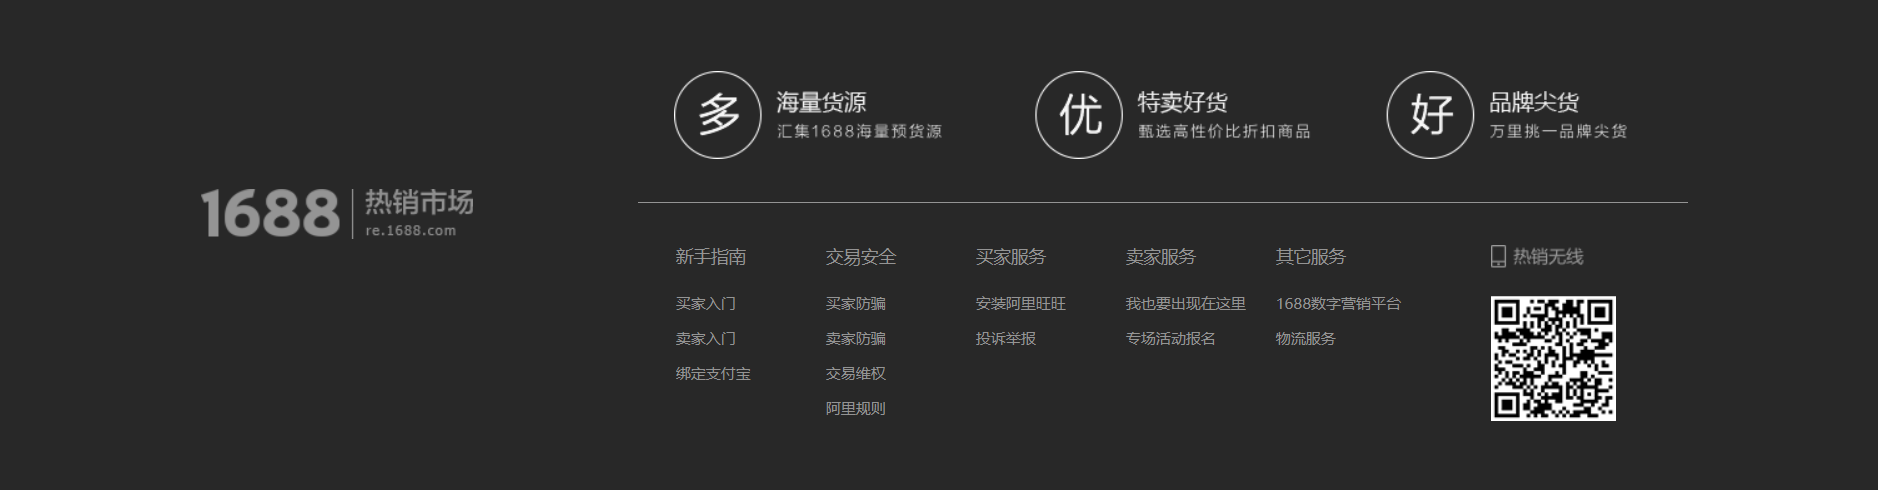 多
海量货源
汇集1688海量预货源
优
特卖好货
甄选高性价比折扣商品
好
品牌尖货
万里挑一品牌尖货
1688
热销市场
re.1688.com
新手指南
买家入门
卖家入门
绑定支付宝
交易安全
买家防骗
卖家防骗
交易维权
阿里规则
买家服务
安装阿里旺旺
投诉举报
卖家服务
我也要出现在这里
专场活动报名
其它服务
1688数字营销平台
物流服务
热销无线